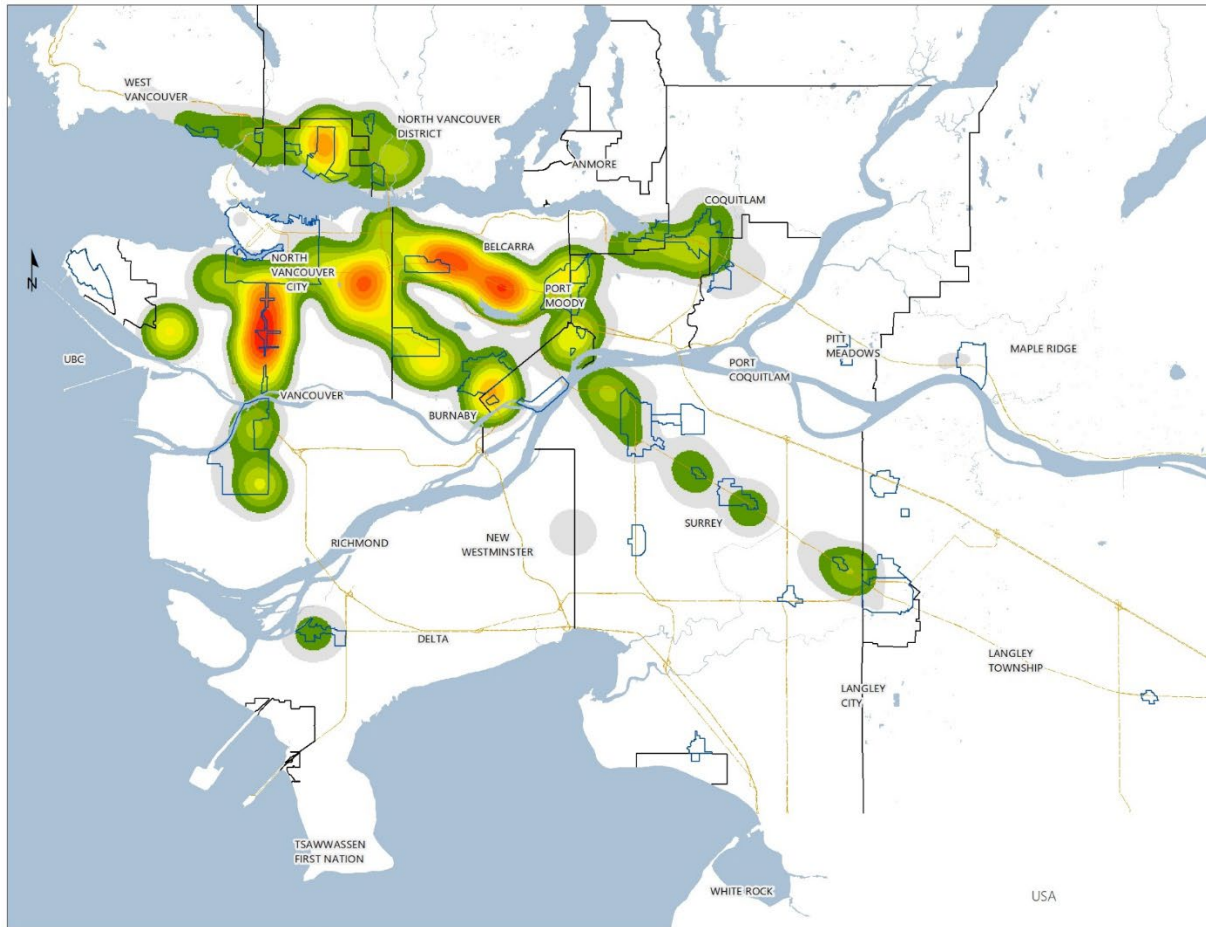 WEST
VANCOUVER
NORTH VANCOUVER
DISTRICT
ANMORE
COQUITLAM
BELCARRA
NORTH
VANCOUVER
CITY
PORT
MOODY
N
UBC
PITT
MEADOWS
MAPLE RIDGE
PORT
COQUITLAM
VANCOUVER
BURNABY
SURREY
RICHMOND
NEW
WESTMINSTER
DELTA
LANGLEY
TOWNSHIP
LANGLEY
CITY
TSAWWASSEN
FIRST NATION
WHITE ROCK
USA